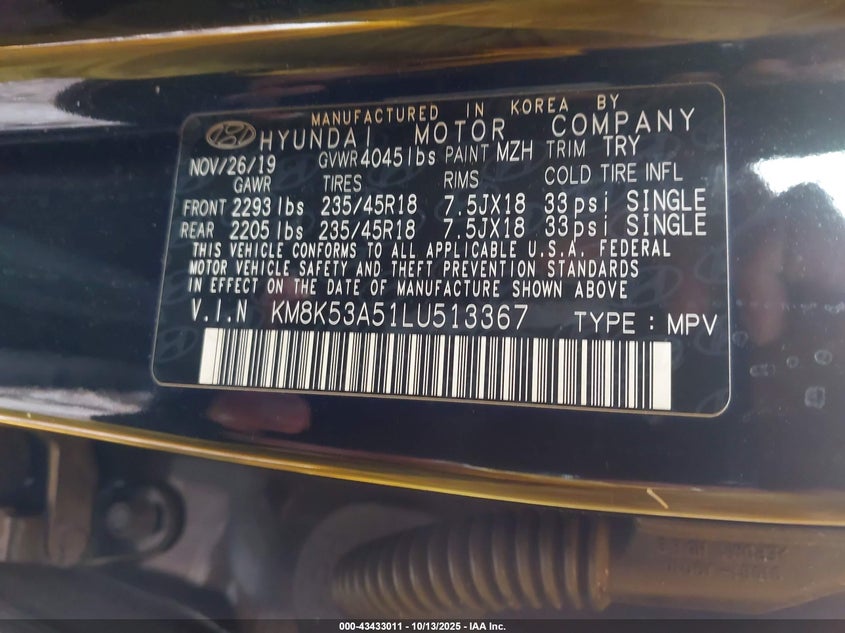 MANUFACTURED IN KOREA BY
HYUNDAI MOTOR COMPANY
NOV/26/19 GVWR 4045lbs PAINT MZH TRIM TRY
GAWR TIRES RIMS COLD TIRE INFL
FRONT 2293lbs 235/45R18 7.5JX18 33psi SINGLE
REAR 2205lbs 235/45R18 7.5JX18 33psi SINGLE
THIS VEHICLE CONFORMS TO ALL APPLICABLE U.S.A. FEDERAL
MOTOR VEHICLE SAFETY AND THEFT PREVENTION STANDARDS
IN EFFECT ON THE DATE OF MANUFACTURE SHOWN ABOVE
V.I.N KM8K53A51LU513367 TYPE : MPV
000-43433011 - 10/13/2025 - IAA Inc.